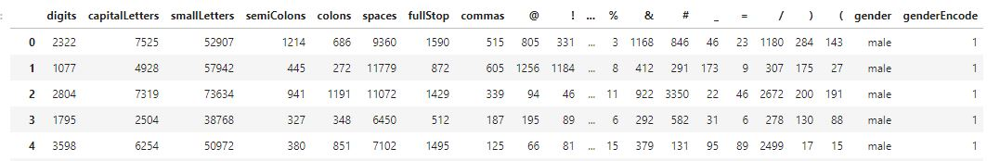 : digits capitalLetters smallLetters semiColons colons spaces fullStop commas @ ! ... % & # _ = / ) ( gender genderEncode
0 2322 7525 52907 1214 686 9360 1590 515 805 331 ... 3 1168 846 46 23 1180 284 143 male 1
1 1077 4928 57942 445 272 11779 872 605 1256 1184 ... 8 412 291 173 9 307 175 27 male 1
2 2804 7319 73634 941 1191 11072 1429 339 94 46 ... 11 922 3350 22 46 2672 200 191 male 1
3 1795 2504 38768 327 348 6450 512 187 195 89 ... 6 292 582 31 6 278 130 88 male 1
4 3598 6254 50972 380 851 7102 1495 125 66 81 ... 15 379 131 95 89 2499 17 15 male 1